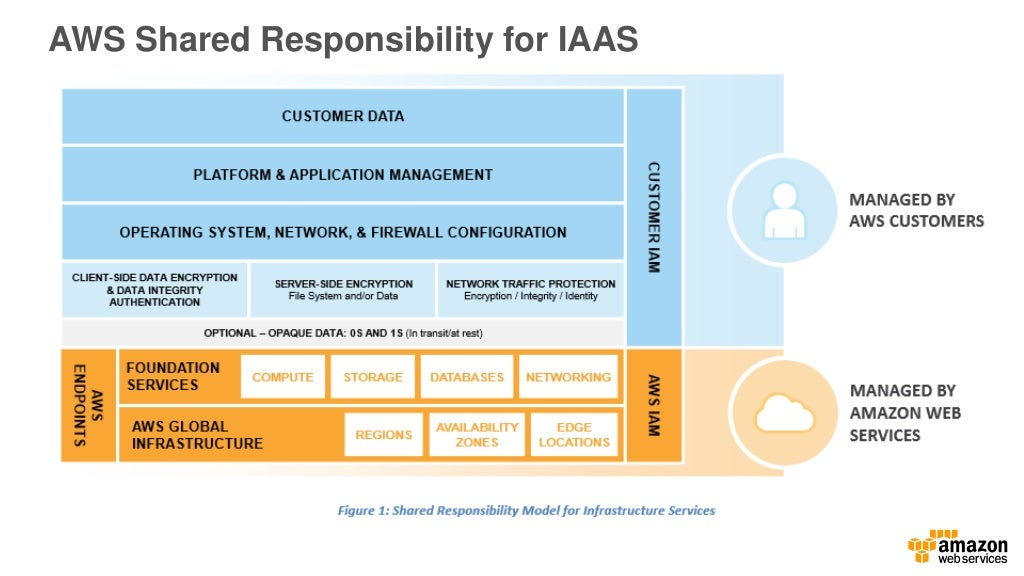 AWS Shared Responsibility for IAAS
CUSTOMER DATA
PLATFORM & APPLICATION MANAGEMENT
OPERATING SYSTEM, NETWORK, & FIREWALL CONFIGURATION
CLIENT-SIDE DATA ENCRYPTION
& DATA INTEGRITY
AUTHENTICATION
SERVER-SIDE ENCRYPTION
File System and/or Data
NETWORK TRAFFIC PROTECTION
Encryption / Integrity / Identity
OPTIONAL – OPAQUE DATA: 0S AND 1S (In transit/at rest)
CUSTOMER IAM
MANAGED BY
AWS CUSTOMERS
AWS
ENDPOINTS
FOUNDATION
SERVICES
COMPUTE
STORAGE
DATABASES
NETWORKING
AWS GLOBAL
INFRASTRUCTURE
REGIONS
AVAILABILITY
ZONES
EDGE
LOCATIONS
AWS IAM
MANAGED BY
AMAZON WEB
SERVICES
Figure 1: Shared Responsibility Model for Infrastructure Services
amazon
web services